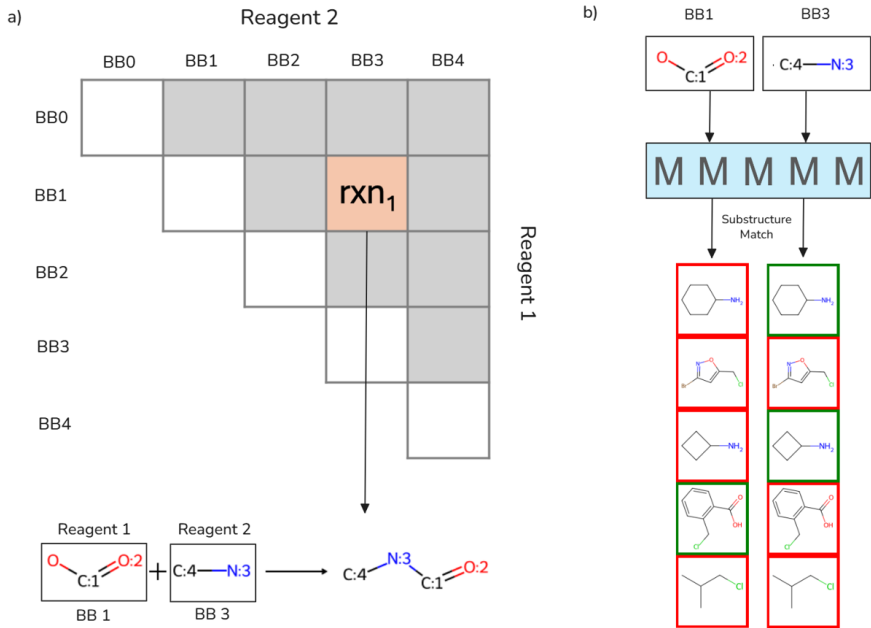 a)
Reagent 2
BB0 BB1 BB2 BB3 BB4
BB0
BB1
rxn₁
BB2
BB3
BB4
Reagent 1
Reagent 1 Reagent 2
O C:1 O:2 + C:4 N:3
C:4 N:3 C:1 O:2
BB 1 BB 3
b)
BB1 BB3
O C:1 O:2
C:4 N:3
M M M M M
Substructure
Match
NH₂ NH₂
N O Br Cl N O Br Cl
NH₂ NH₂
O OH Cl O OH Cl
Cl Cl